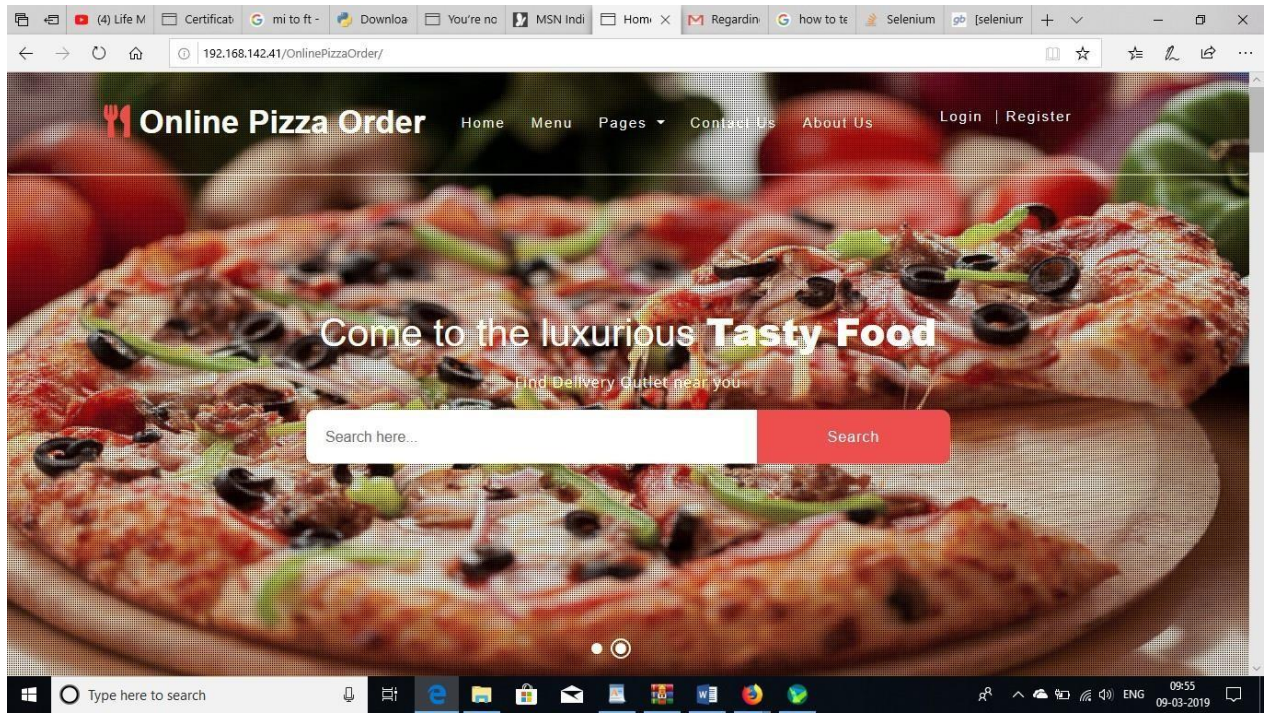 (4) Life M Certificat mi to ft - Downloa You're no MSN Indi Hom Regardin how to te Selenium [selenium
192.168.142.41/OnlinePizzaOrder/
Online Pizza Order Home Menu Pages Contact Us About Us Login | Register
Come to the luxurious Tasty Food
Find Delivery Outlet near you
Search here... Search
Type here to search ENG 09:55
09-03-2019